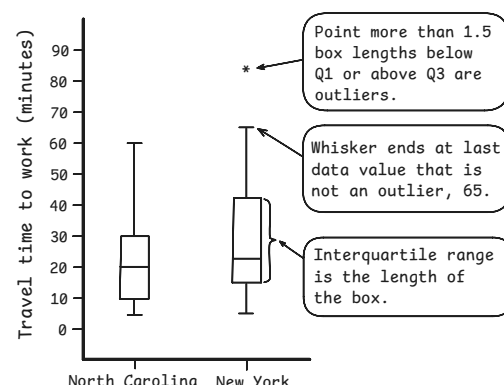 Travel time to work (minutes)
90
80
70
60
50
40
30
20
10
0
North Carolina
New York
*
Point more than 1.5
box lengths below
Q1 or above Q3 are
outliers.
Whisker ends at last
data value that is
not an outlier, 65.
Interquartile range
is the length of
the box.